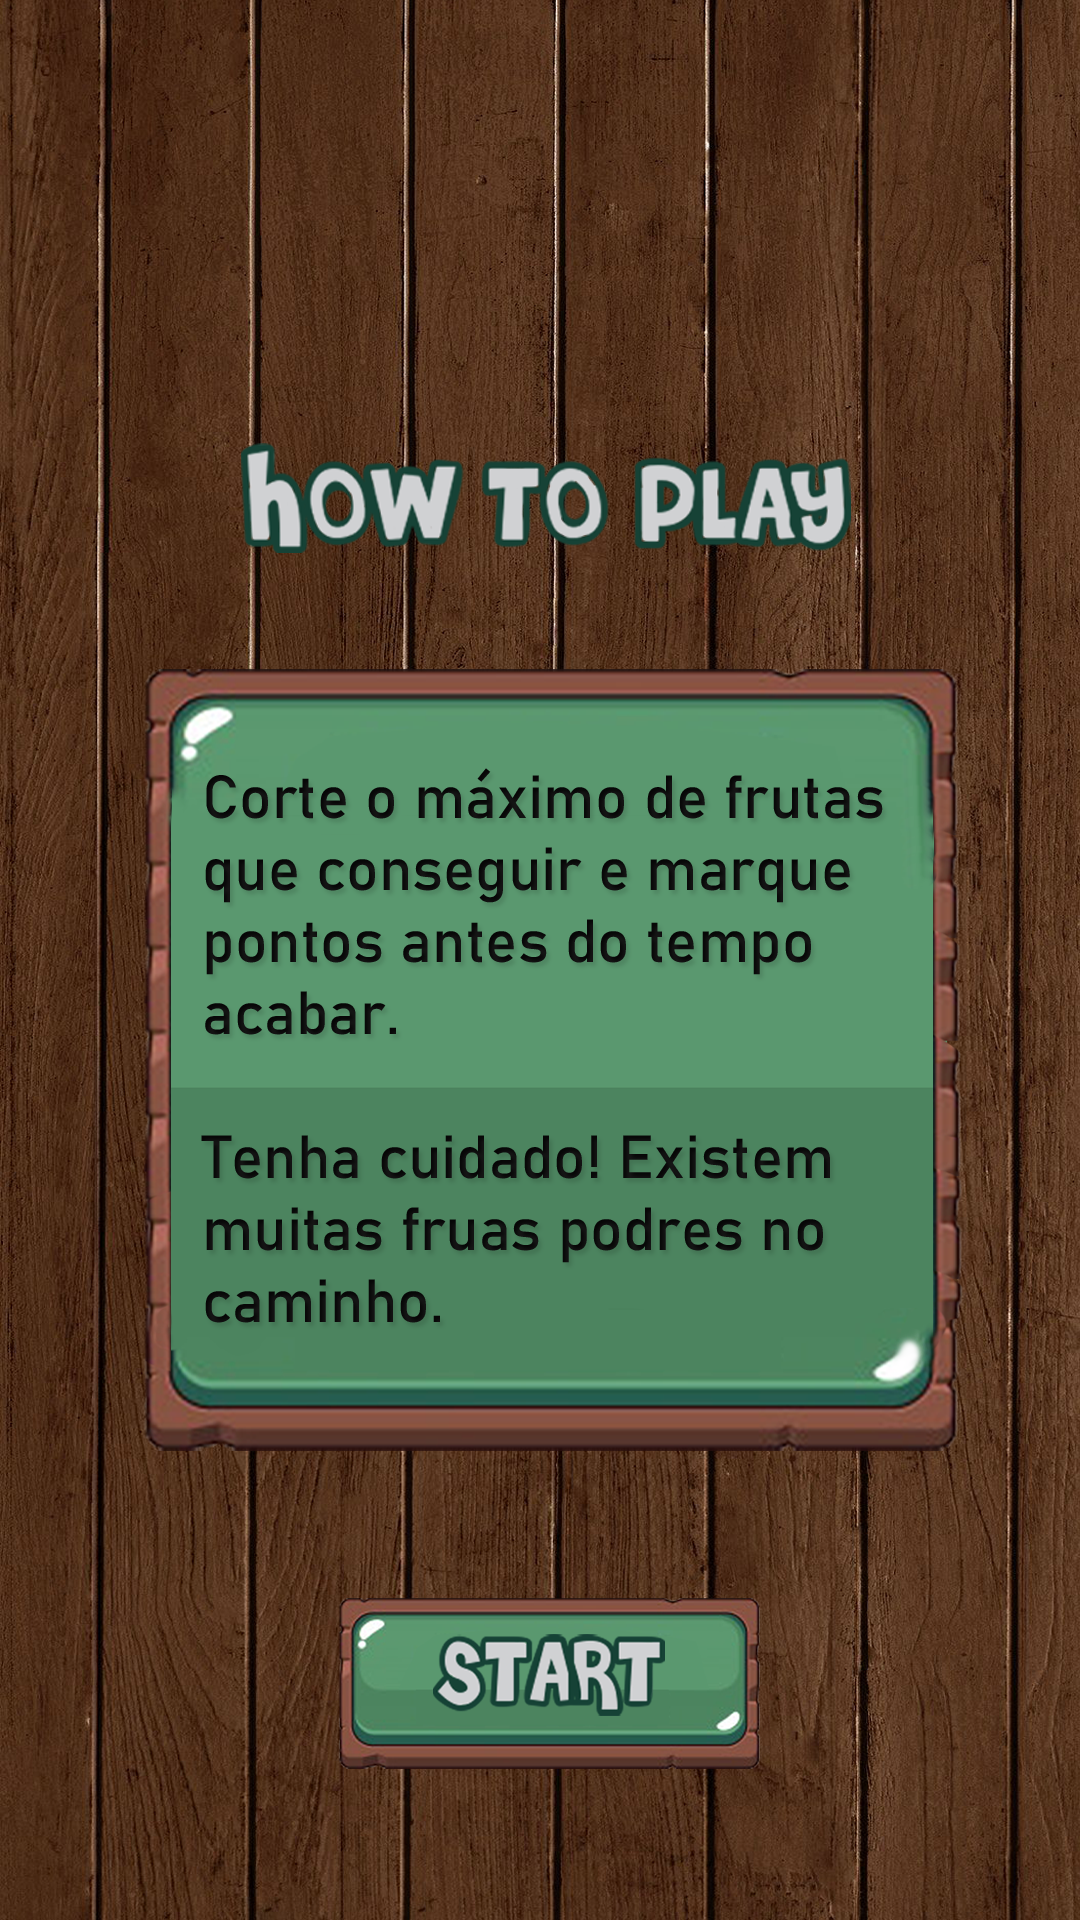 hOW TO PLAY
Corte o máximo de frutas
que conseguir e marque
pontos antes do tempo
acabar.
Tenha cuidado! Existem
muitas fruas podres no
caminho.
START